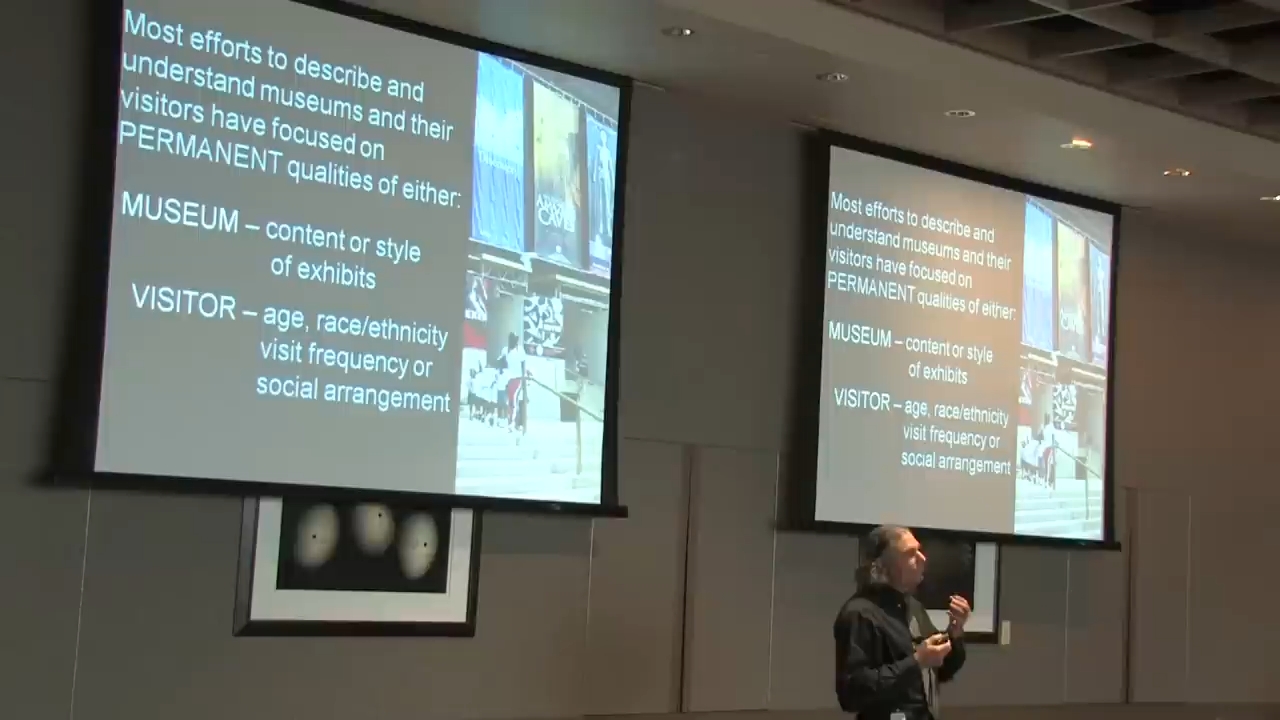 Most efforts to describe and
understand museums and their
visitors have focused on
PERMANENT qualities of either:
MUSEUM – content or style
of exhibits
VISITOR – age, race/ethnicity
visit frequency or
social arrangement
Most efforts to describe and
understand museums and their
visitors have focused on
PERMANENT qualities of either:
MUSEUM – content or style
of exhibits
VISITOR – age, race/ethnicity
visit frequency or
social arrangement